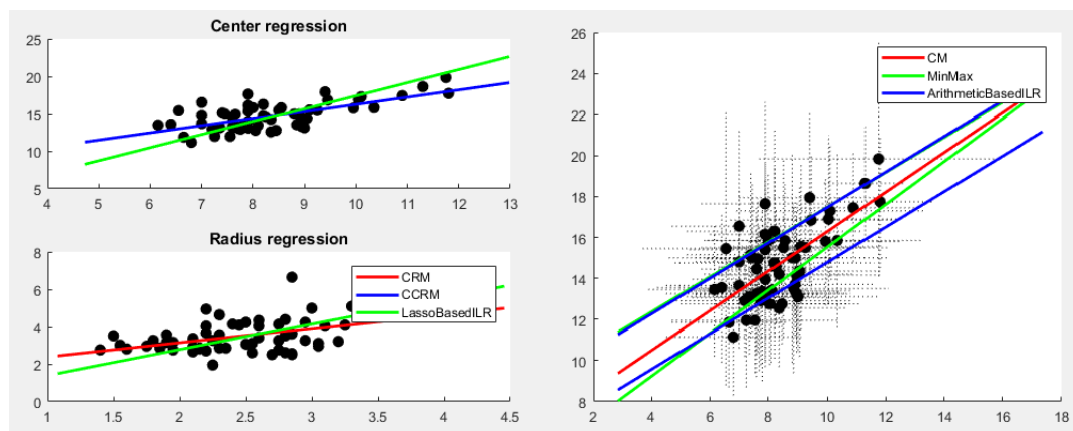 Center regression
25
20
15
10
5
4 5 6 7 8 9 10 11 12 13
Radius regression
8
6
4
2
0
1 1.5 2 2.5 3 3.5 4 4.5
CRM
CCRM
LassoBasedILR
26
24
22
20
18
16
14
12
10
8
2 4 6 8 10 12 14 16 18
CM
MinMax
ArithmeticBasedILR